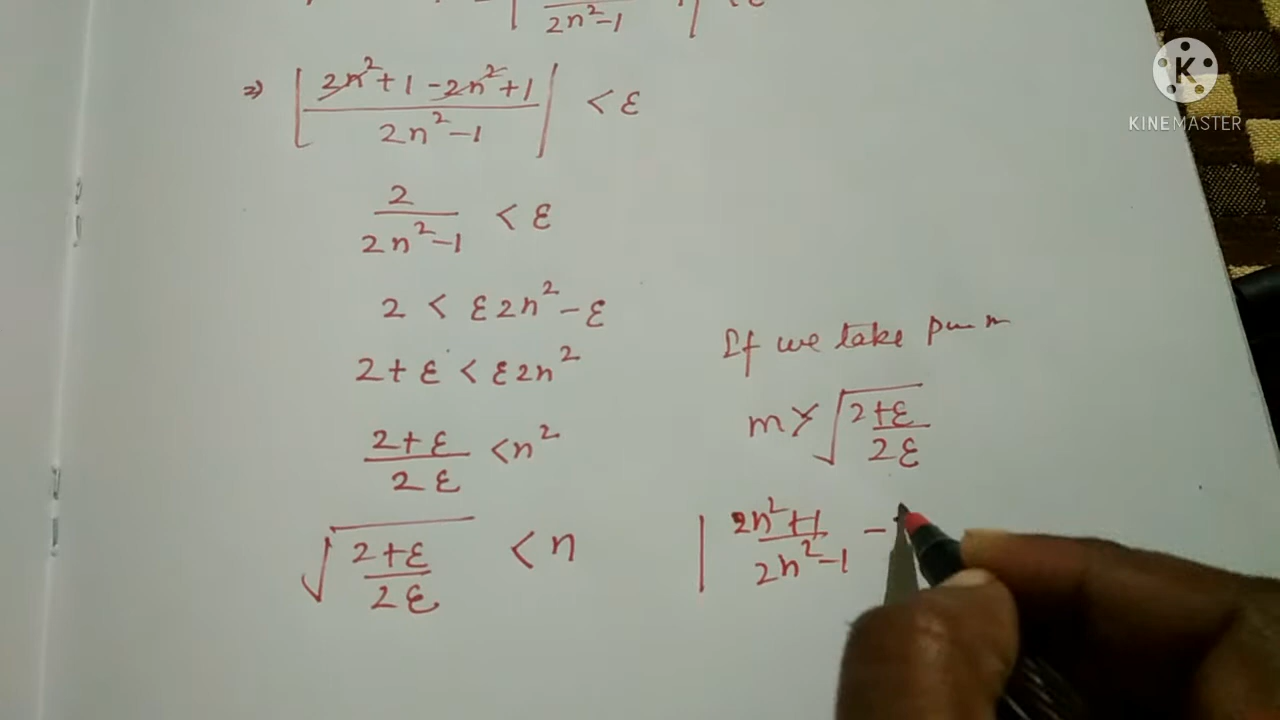 2n²-1
⇒ | 2n²+1-2n²+1 / 2n²-1 | < ε
2 / 2n²-1 < ε
2 < ε2n²-ε
2+ε < ε2n²
2+ε / 2ε < n²
√(2+ε / 2ε) < n
If we take
m > √(2+ε / 2ε)
| 2n²+1 / 2n²-1 -
K
KINEMASTER